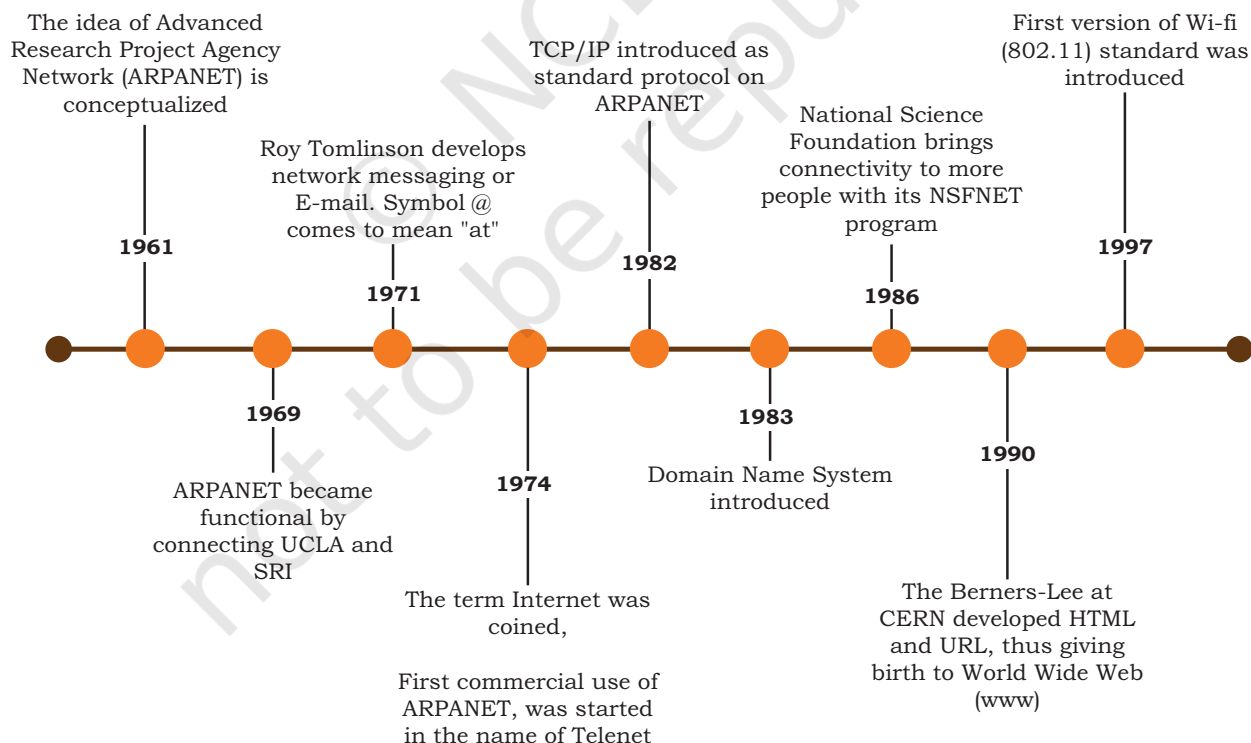 The idea of Advanced
Research Project Agency
Network (ARPANET) is
conceptualized
1961
ARPANET became
functional by
connecting UCLA and
SRI
1969
Roy Tomlinson develops
network messaging or
E-mail. Symbol @
comes to mean "at"
1971
1974
The term Internet was
coined,
First commercial use of
ARPANET, was started
in the name of Telenet
TCP/IP introduced as
standard protocol on
ARPANET
1982
1983
Domain Name System
introduced
National Science
Foundation brings
connectivity to more
people with its NSFNET
program
1986
1990
The Berners-Lee at
CERN developed HTML
and URL, thus giving
birth to World Wide Web
(www)
First version of Wi-fi
(802.11) standard was
introduced
1997
not to be